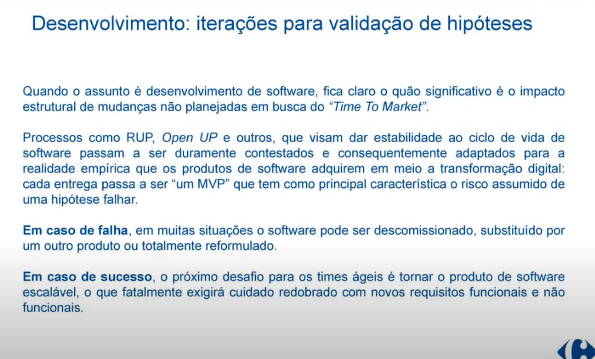 Desenvolvimento: iterações para validação de hipóteses
Quando o assunto é desenvolvimento de software, fica claro o quão significativo é o impacto
estrutural de mudanças não planejadas em busca do “Time To Market”.
Processos como RUP, Open UP e outros, que visam dar estabilidade ao ciclo de vida de
software passam a ser duramente contestados e consequentemente adaptados para a
realidade empírica que os produtos de software adquirem em meio a transformação digital:
cada entrega passa a ser “um MVP” que tem como principal característica o risco assumido de
uma hipótese falhar.
Em caso de falha, em muitas situações o software pode ser descomissionado, substituído por
um outro produto ou totalmente reformulado.
Em caso de sucesso, o próximo desafio para os times ágeis é tornar o produto de software
escalável, o que fatalmente exigirá cuidado redobrado com novos requisitos funcionais e não
funcionais.